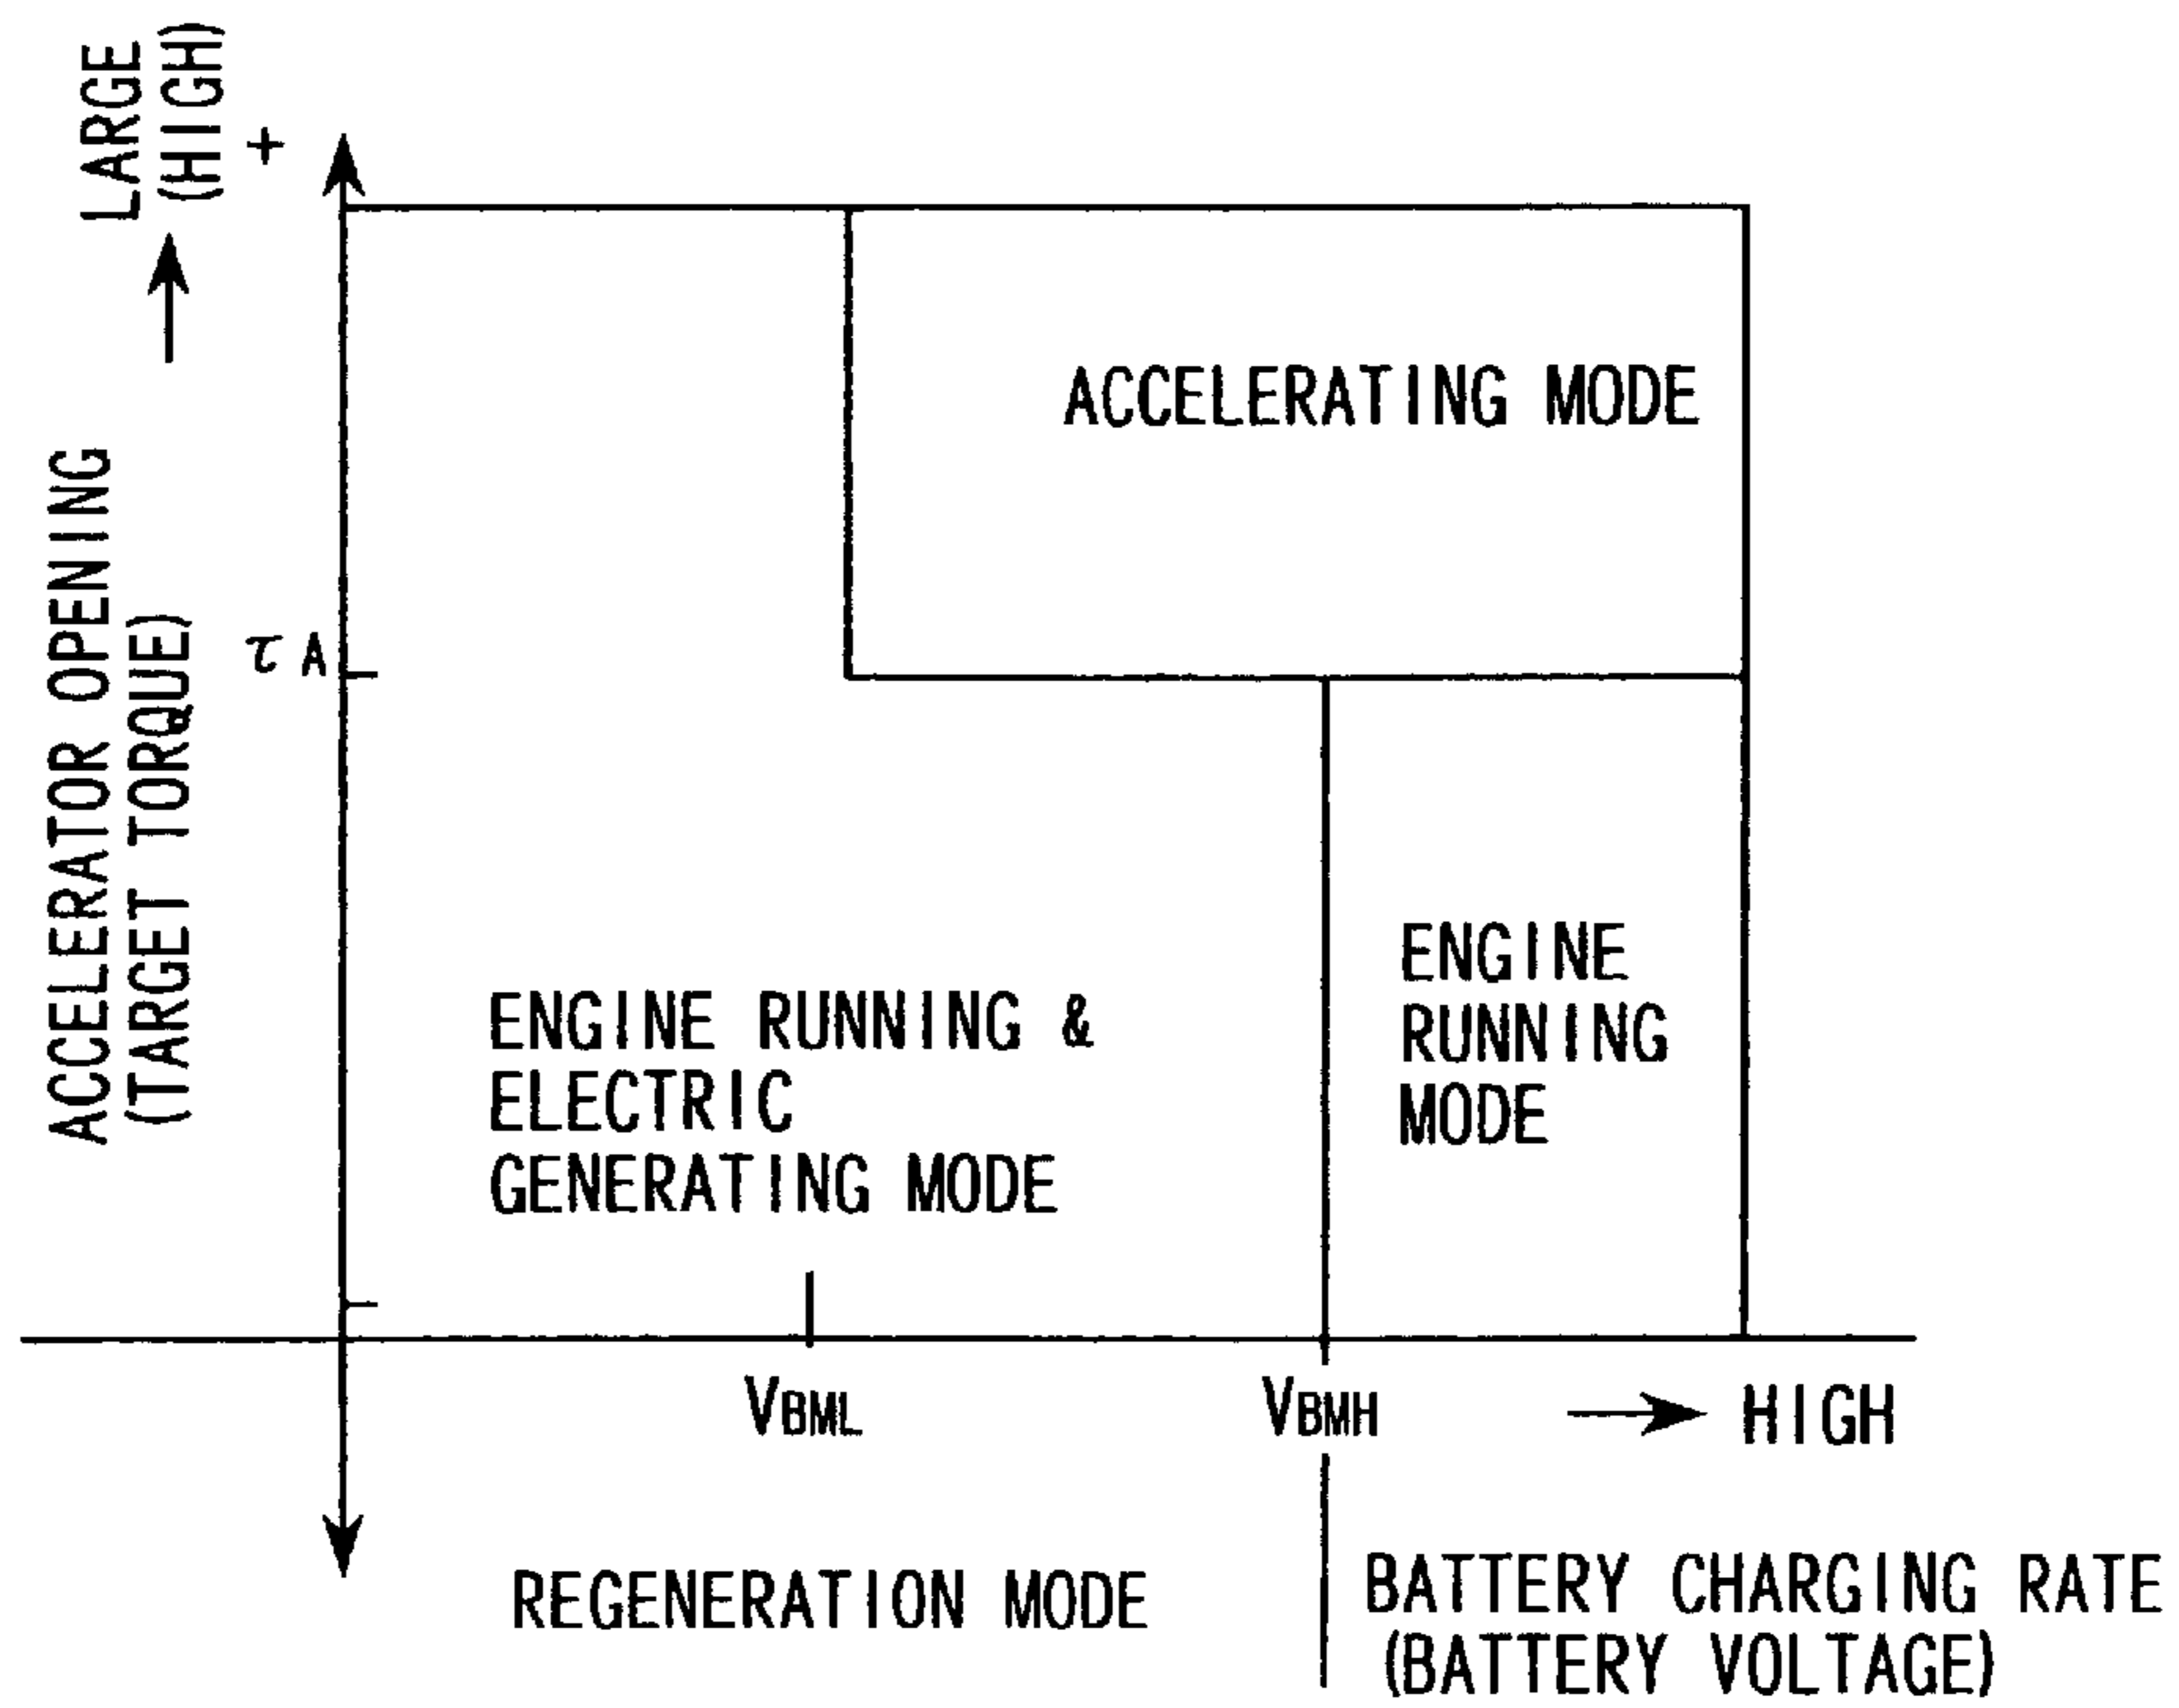 LARGE
(HIGH)
+
ACCELERATOR OPENING
(TARGET TORQUE)
τA
ACCELERATING MODE
ENGINE RUNNING &
ELECTRIC
GENERATING MODE
ENGINE
RUNNING
MODE
VBML
VBMH
HIGH
REGENERATION MODE
BATTERY CHARGING RATE
(BATTERY VOLTAGE)